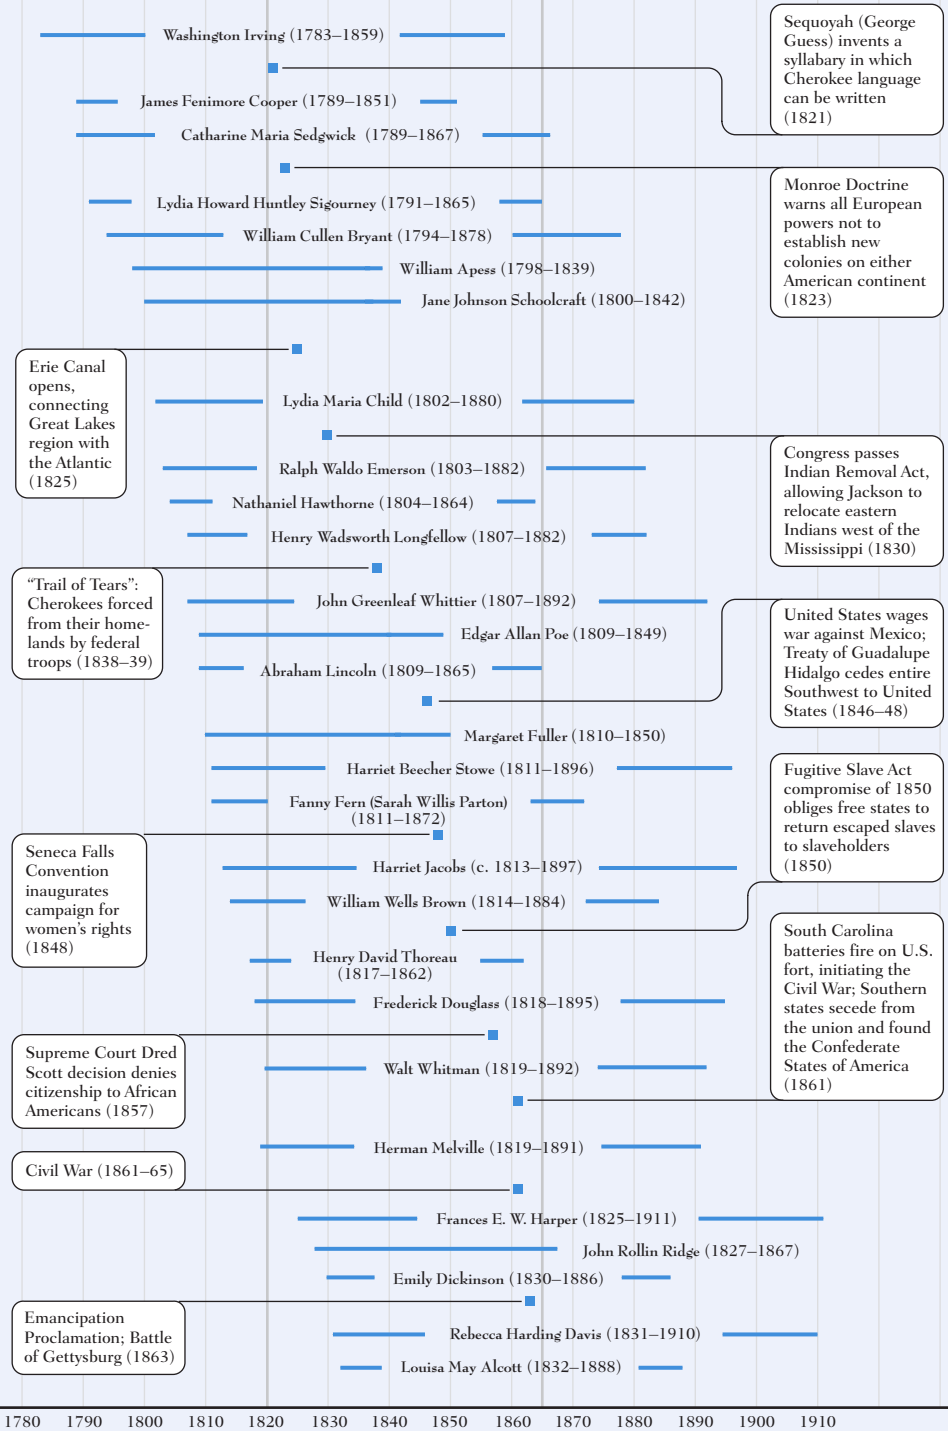 Washington Irving (1783–1859)
Sequoyah (George
Guess) invents a
syllabary in which
Cherokee language
can be written
(1821)
James Fenimore Cooper (1789–1851)
Catharine Maria Sedgwick (1789–1867)
Monroe Doctrine
warns all European
powers not to
establish new
colonies on either
American continent
(1823)
Lydia Howard Huntley Sigourney (1791–1865)
William Cullen Bryant (1794–1878)
William Apess (1798–1839)
Jane Johnson Schoolcraft (1800–1842)
Erie Canal
opens,
connecting
Great Lakes
region with
the Atlantic
(1825)
Lydia Maria Child (1802–1880)
Congress passes
Indian Removal Act,
allowing Jackson to
relocate eastern
Indians west of the
Mississippi (1830)
Ralph Waldo Emerson (1803–1882)
Nathaniel Hawthorne (1804–1864)
Henry Wadsworth Longfellow (1807–1882)
“Trail of Tears”:
Cherokees forced
from their home-
lands by federal
troops (1838–39)
John Greenleaf Whittier (1807–1892)
United States wages
war against Mexico;
Treaty of Guadalupe
Hidalgo cedes entire
Southwest to United
States (1846–48)
Edgar Allan Poe (1809–1849)
Abraham Lincoln (1809–1865)
Margaret Fuller (1810–1850)
Harriet Beecher Stowe (1811–1896)
Fugitive Slave Act
compromise of 1850
obliges free states to
return escaped slaves
to slaveholders
(1850)
Fanny Fern (Sarah Willis Parton)
(1811–1872)
Seneca Falls
Convention
inaugurates
campaign for
women’s rights
(1848)
Harriet Jacobs (c. 1813–1897)
William Wells Brown (1814–1884)
South Carolina
batteries fire on U.S.
fort, initiating the
Civil War; Southern
states secede from
the union and found
the Confederate
States of America
(1861)
Henry David Thoreau
(1817–1862)
Frederick Douglass (1818–1895)
Supreme Court Dred
Scott decision denies
citizenship to African
Americans (1857)
Walt Whitman (1819–1892)
Herman Melville (1819–1891)
Civil War (1861–65)
Frances E. W. Harper (1825–1911)
John Rollin Ridge (1827–1867)
Emily Dickinson (1830–1886)
Emancipation
Proclamation; Battle
of Gettysburg (1863)
Rebecca Harding Davis (1831–1910)
Louisa May Alcott (1832–1888)
1780 1790 1800 1810 1820 1830 1840 1850 1860 1870 1880 1890 1900 1910